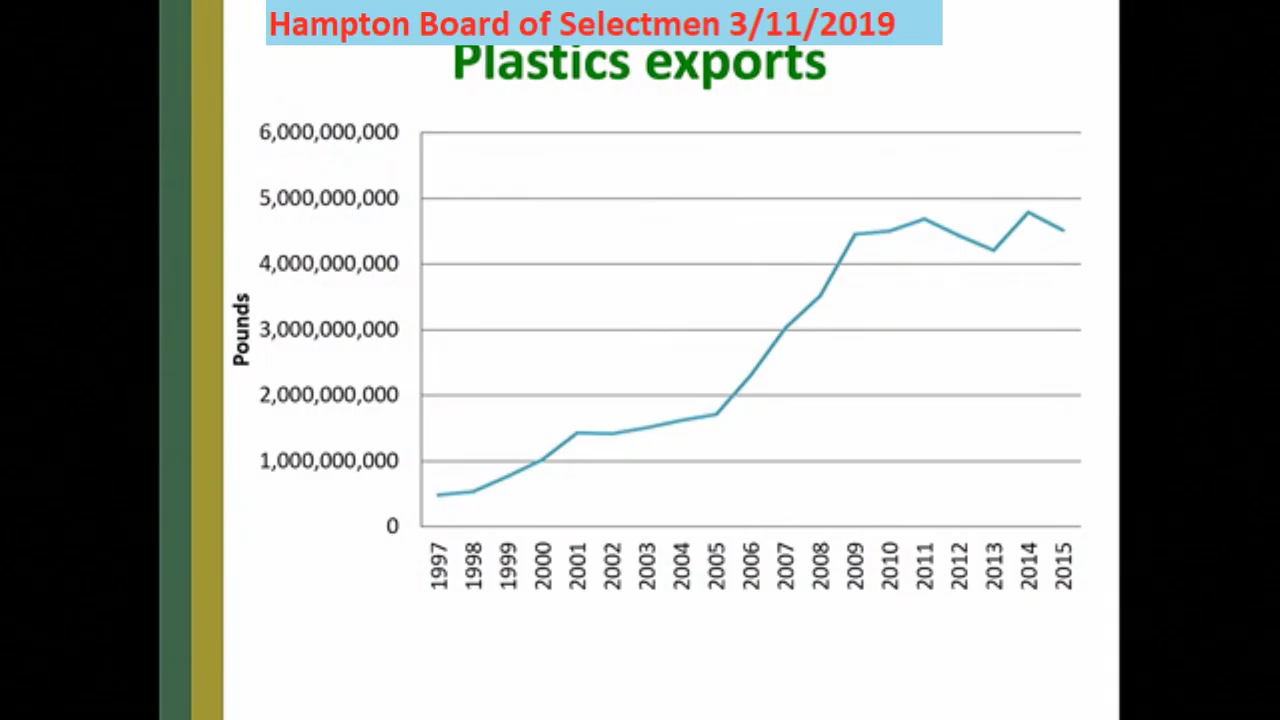 Hampton Board of Selectmen 3/11/2019
Plastics exports
6,000,000,000
5,000,000,000
4,000,000,000
3,000,000,000
2,000,000,000
1,000,000,000
0
Pounds
1997 1998 1999 2000 2001 2002 2003 2004 2005 2006 2007 2008 2009 2010 2011 2012 2013 2014 2015